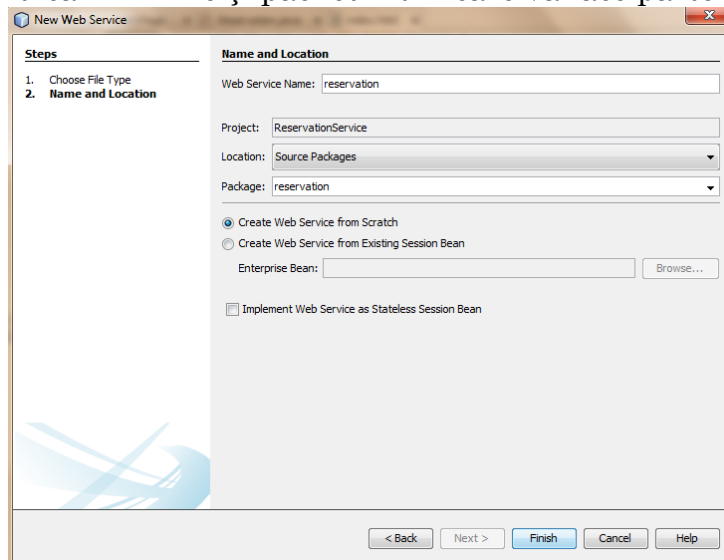 New Web Service
Steps
1. Choose File Type
2. Name and Location
Name and Location
Web Service Name: reservation
Project: ReservationService
Location: Source Packages
Package: reservation
Create Web Service from Scratch
Create Web Service from Existing Session Bean
Enterprise Bean:
Browse...
Implement Web Service as Stateless Session Bean
< Back
Next >
Finish
Cancel
Help